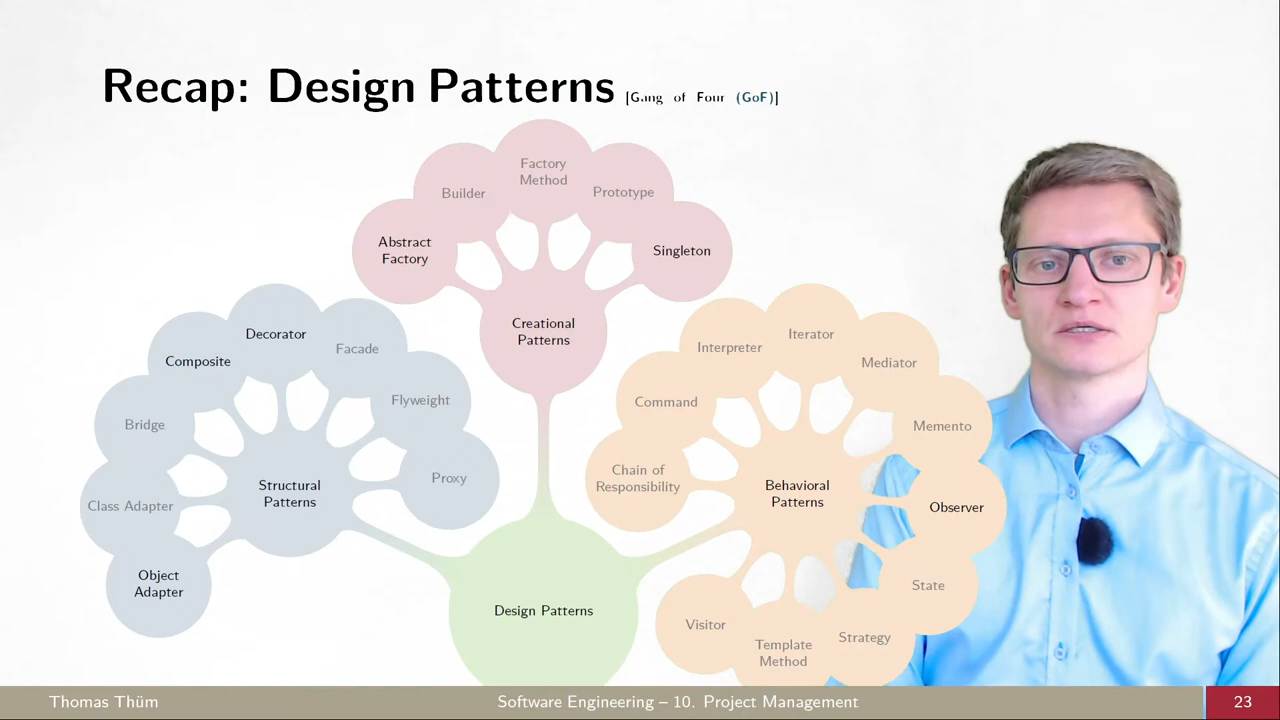 Recap: Design Patterns [Gang of Four (GoF)]
Factory
Method
Builder
Prototype
Abstract
Factory
Singleton
Creational
Patterns
Decorator
Composite
Facade
Bridge
Flyweight
Class Adapter
Proxy
Structural
Patterns
Object
Adapter
Iterator
Interpreter
Mediator
Command
Memento
Chain of
Responsibility
Behavioral
Patterns
Observer
State
Strategy
Visitor
Template
Method
Design Patterns
Thomas Thüm
Software Engineering – 10. Project Management
23